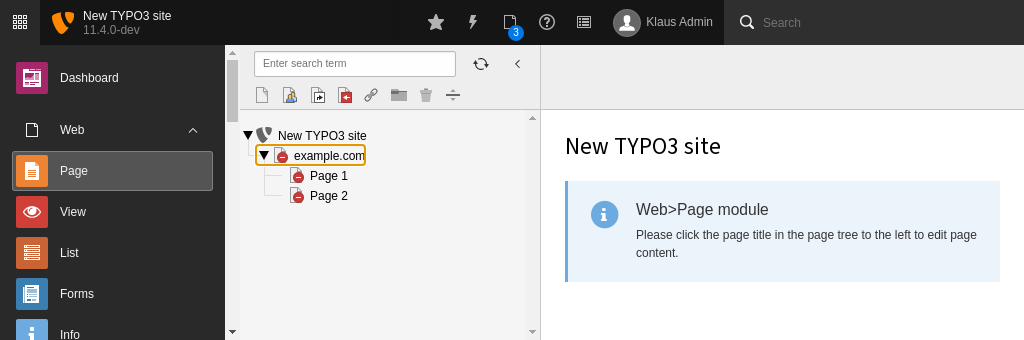 New TYPO3 site
11.4.0-dev
3
Klaus Admin
Search
Dashboard
Web
Page
View
List
Forms
Info
Enter search term
New TYPO3 site
example.com
Page 1
Page 2
New TYPO3 site
Web>Page module
Please click the page title in the page tree to the left to edit page
content.